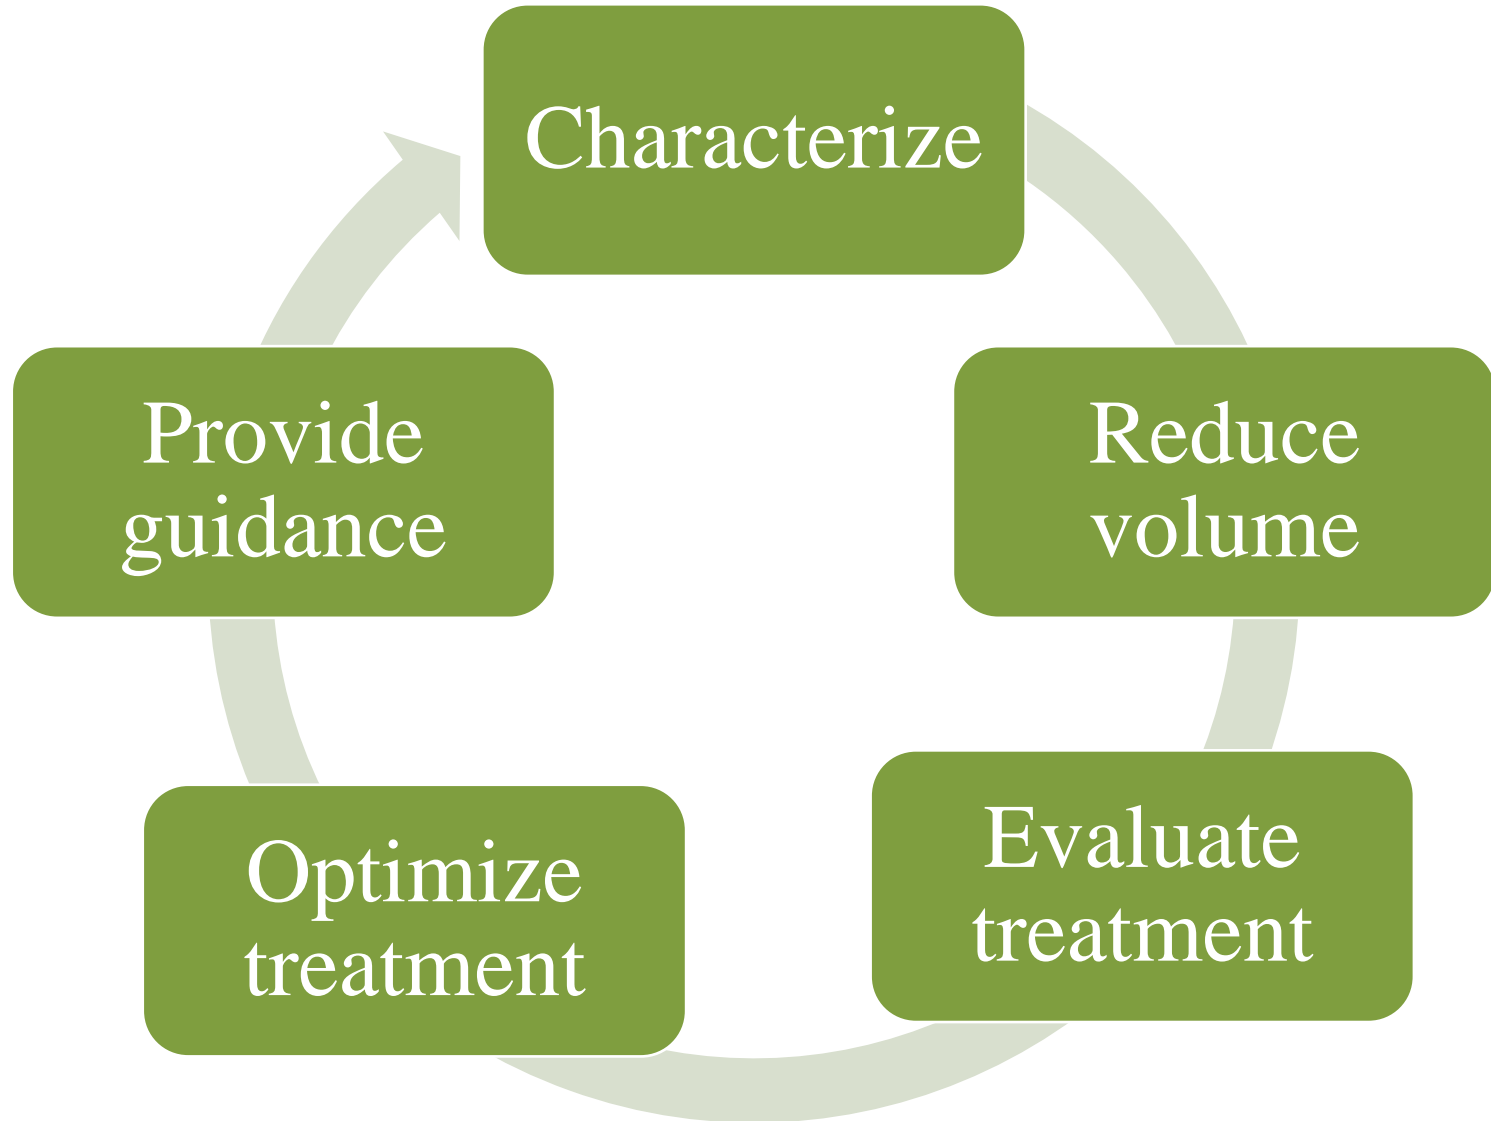 Characterize
Reduce
volume
Evaluate
treatment
Optimize
treatment
Provide
guidance